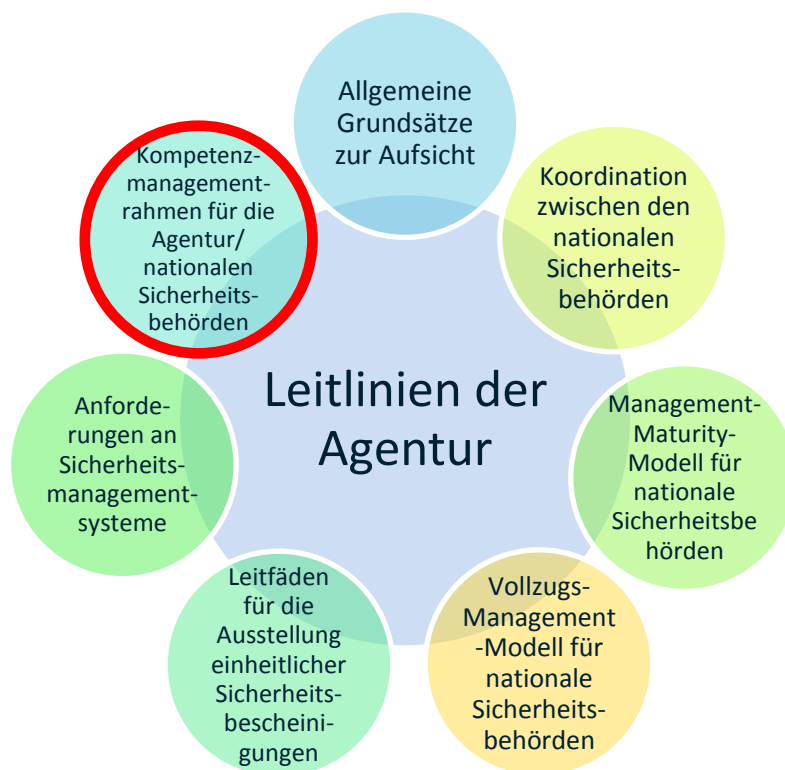 Allgemeine
Grundsätze
zur Aufsicht
Koordination
zwischen den
nationalen
Sicherheits-
behörden
Management-
Maturity-
Modell für
nationale
Sicherheitsbe
hörden
Vollzugs-
Management
-Modell für
nationale
Sicherheits-
behörden
Leitfäden
für die
Ausstellung
einheitlicher
Sicherheits-
bescheini-
gungen
Anforde-
rungen an
Sicherheits-
management-
systeme
Kompetenz-
management-
rahmen für die
Agentur/
nationalen
Sicherheits-
behörden
Leitlinien der
Agentur